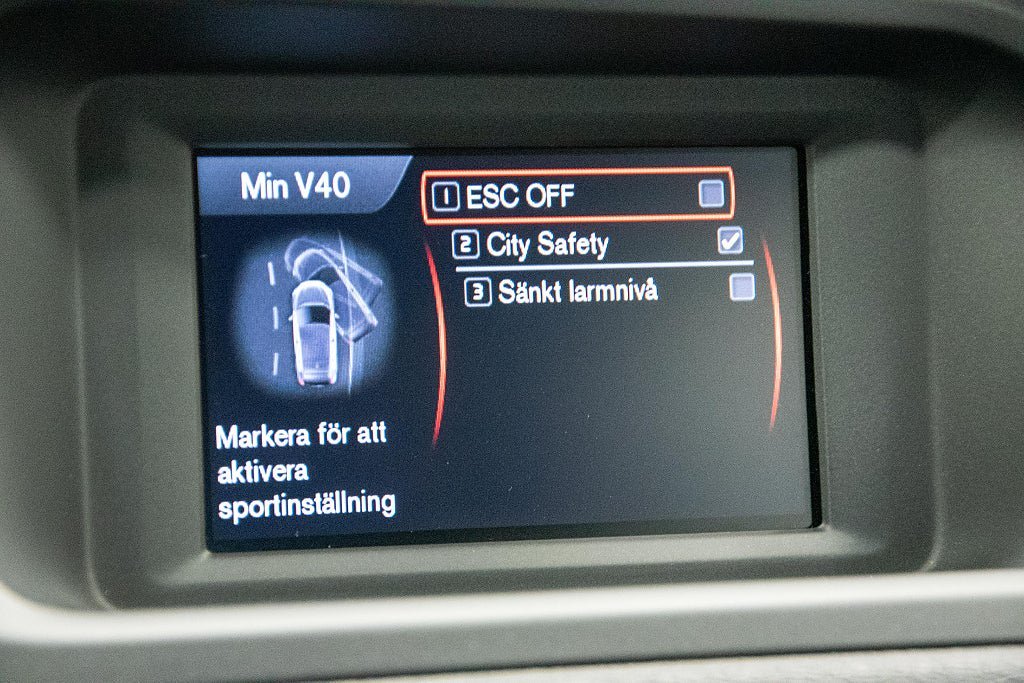 Min V40
1 ESC OFF
2 City Safety
3 Sänkt larmnivå
Markera för att
aktivera
sportinställning